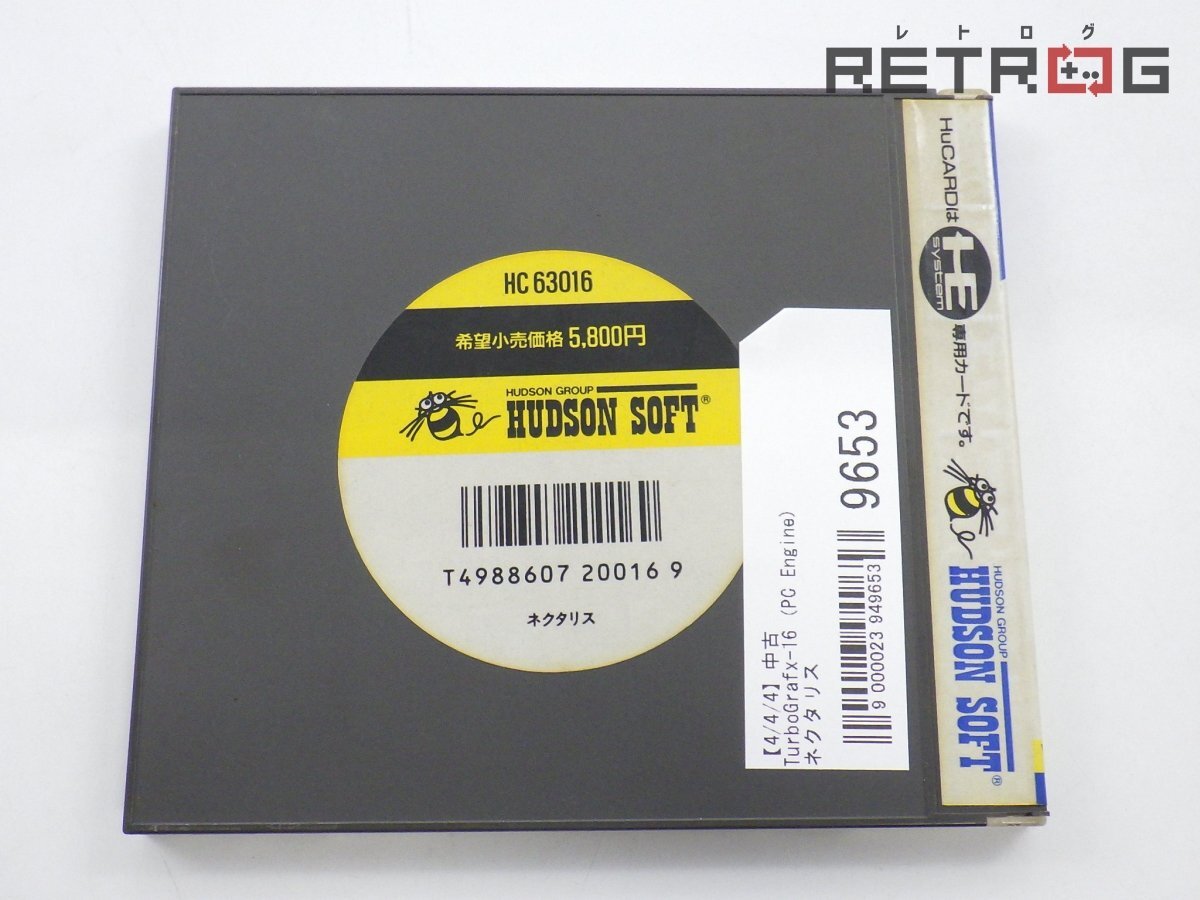 レトログ
RETROG
HC 63016
希望小売価格 5,800円
HUDSON GROUP
HUDSON SOFT®
T4988607 20016 9
ネクタリス
【4/4/4】中古
TurboGrafx-16 (PC Engine)
ネクタリス
9 000023 949653
9653
HuCARDは
HE
system
専用カードです。
HUDSON GROUP
HUDSON SOFT®